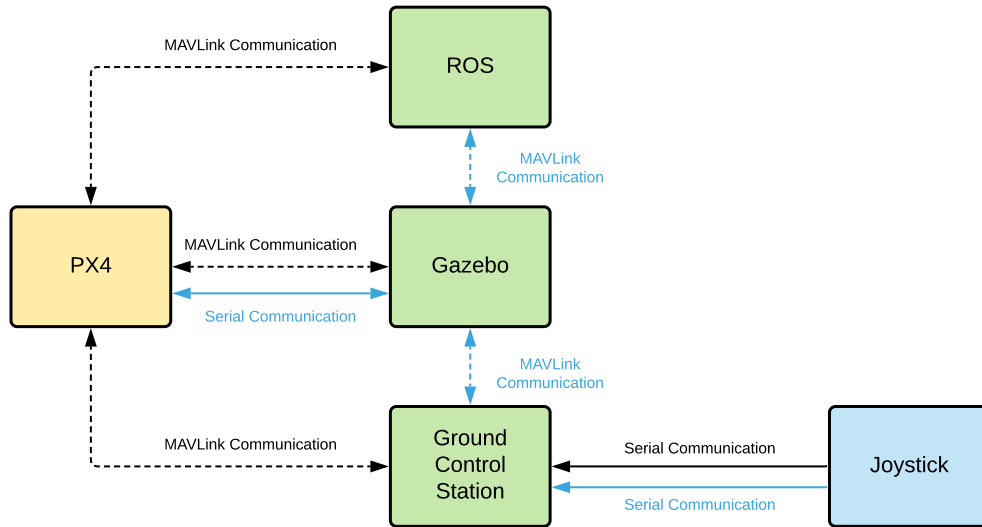 MAVLink Communication
ROS
MAVLink
Communication
PX4
MAVLink Communication
Gazebo
Serial Communication
MAVLink
Communication
MAVLink Communication
Ground
Control
Station
Serial Communication
Joystick
Serial Communication